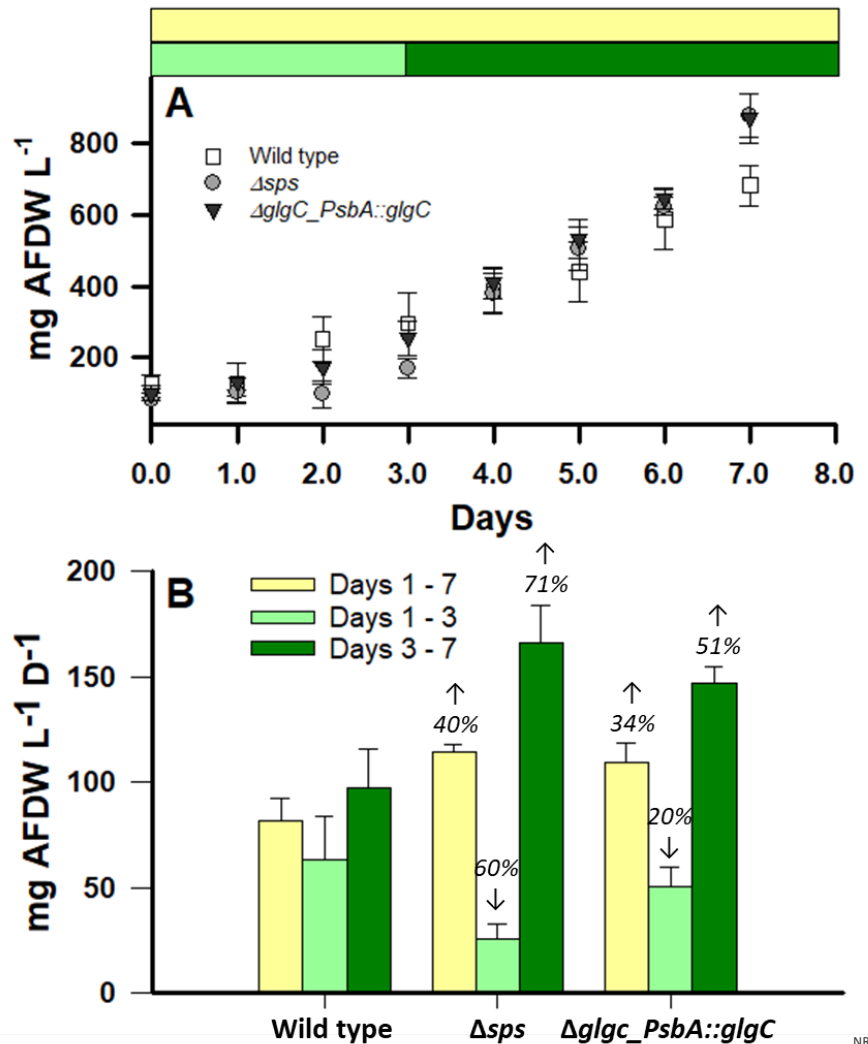 A
mg AFDW L-1
800
600
400
200
Wild type
Δsps
ΔglgC_PsbA::glgC
0.0 1.0 2.0 3.0 4.0 5.0 6.0 7.0 8.0
Days
B
mg AFDW L-1 D-1
200
150
100
50
0
Days 1 - 7
Days 1 - 3
Days 3 - 7
↑
71%
↑
51%
↑
40%
↑
34%
60%
↓
20%
↓
Wild type Δsps Δglgc_PsbA::glgC
NR